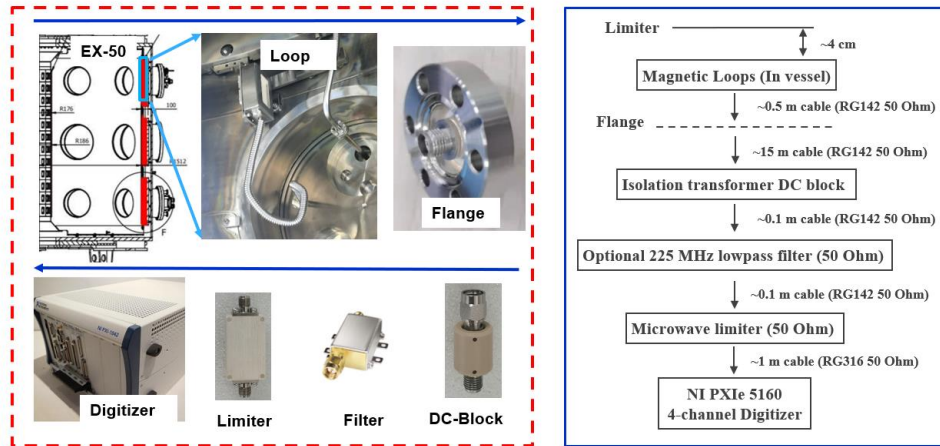 EX-50
Loop
R176
100
R186
R1512
F
Flange
Digitizer
Limiter
Filter
DC-Block
Limiter
~4 cm
Magnetic Loops (In vessel)
~0.5 m cable (RG142 50 Ohm)
Flange
~15 m cable (RG142 50 Ohm)
Isolation transformer DC block
~0.1 m cable (RG142 50 Ohm)
Optional 225 MHz lowpass filter (50 Ohm)
~0.1 m cable (RG142 50 Ohm)
Microwave limiter (50 Ohm)
~1 m cable (RG316 50 Ohm)
NI PXIe 5160
4-channel Digitizer